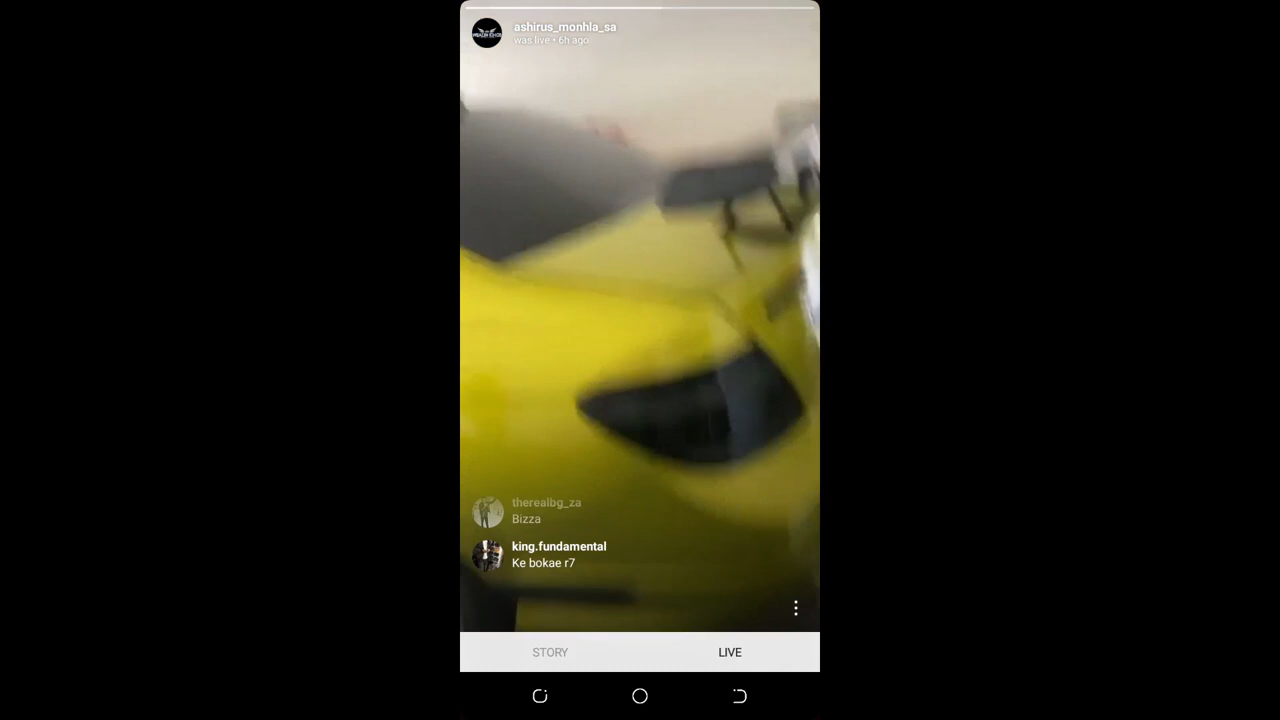 ashirus_monhla_sa
was live • 6h ago
therealbg_za
Bizza
king.fundamental
Ke bokae r7
STORY
LIVE